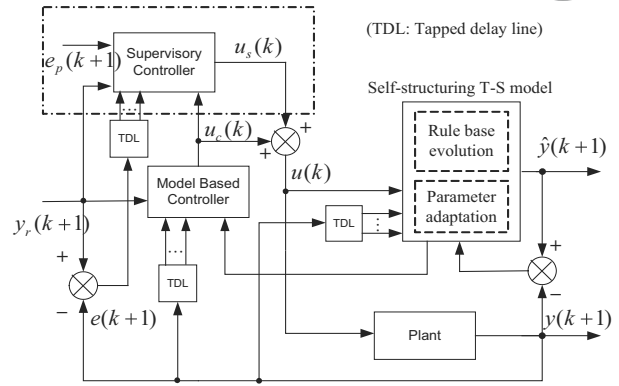 (TDL: Tapped delay line)
e_p(k+1)
Supervisory
Controller
u_s(k)
Self-structuring T-S model
...
TDL
u_c(k)
+
+
Rule base
evolution
ŷ(k+1)
u(k)
Model Based
Controller
Parameter
adaptation
y_r(k+1)
TDL
...
+
...
TDL
+
−
e(k+1)
−
Plant
y(k+1)